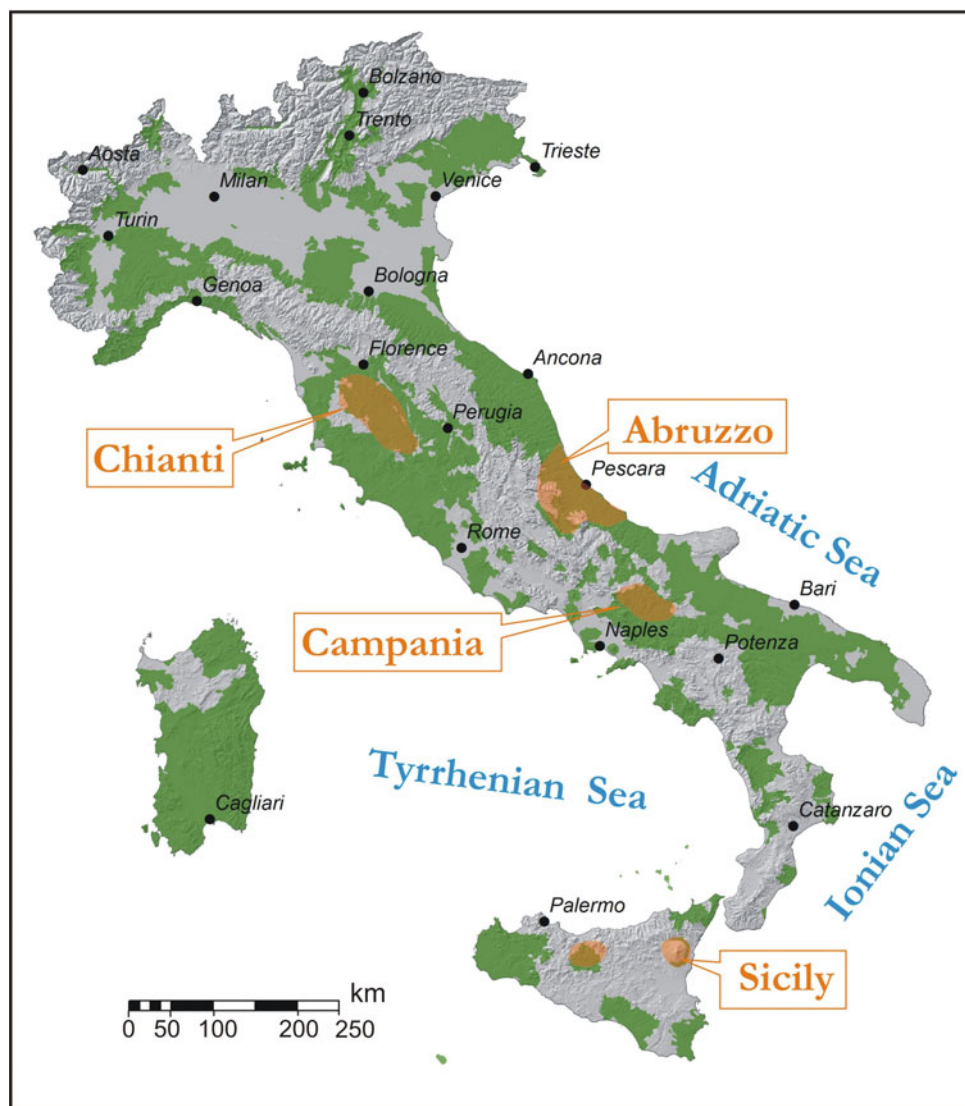 Bolzano
Trento
Aosta
Trieste
Milan
Venice
Turin
Bologna
Genoa
Florence
Ancona
Perugia
Abruzzo
Chianti
Pescara
Adriatic Sea
Rome
Bari
Campania
Naples
Potenza
Tyrrhenian Sea
Cagliari
Catanzaro
Ionian Sea
Palermo
Sicily
km
0 50 100 200 250